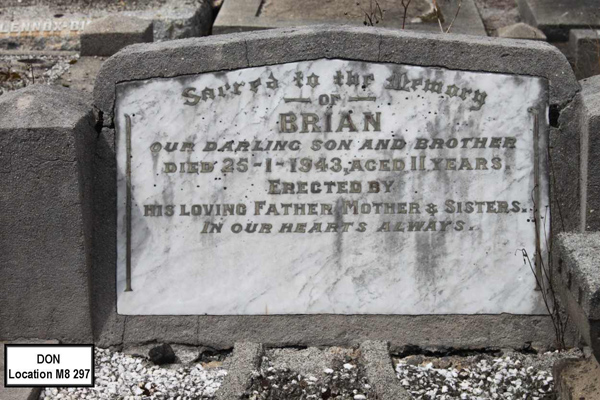 LENNOX
Sacred to the Memory
OF
BRIAN
OUR DARLING SON AND BROTHER
DIED 25-1-1943, AGED 11 YEARS.
ERECTED BY
HIS LOVING FATHER MOTHER & SISTERS.
IN OUR HEARTS ALWAYS.
DON
Location M8 297